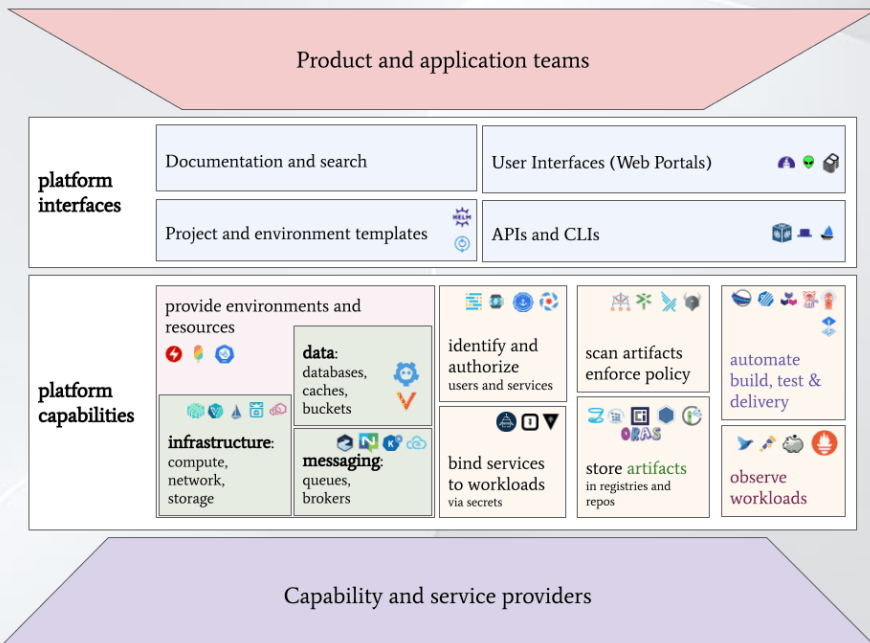 Product and application teams
platform
interfaces
Documentation and search
User Interfaces (Web Portals)
Project and environment templates
HELM
APIs and CLIs
platform
capabilities
provide environments and
resources
data:
databases,
caches,
buckets
infrastructure:
compute,
network,
storage
messaging:
queues,
brokers
identify and
authorize
users and services
bind services
to workloads
via secrets
scan artifacts
enforce policy
ORAS
store artifacts
in registries and
repos
automate
build, test &
delivery
observe
workloads
Capability and service providers